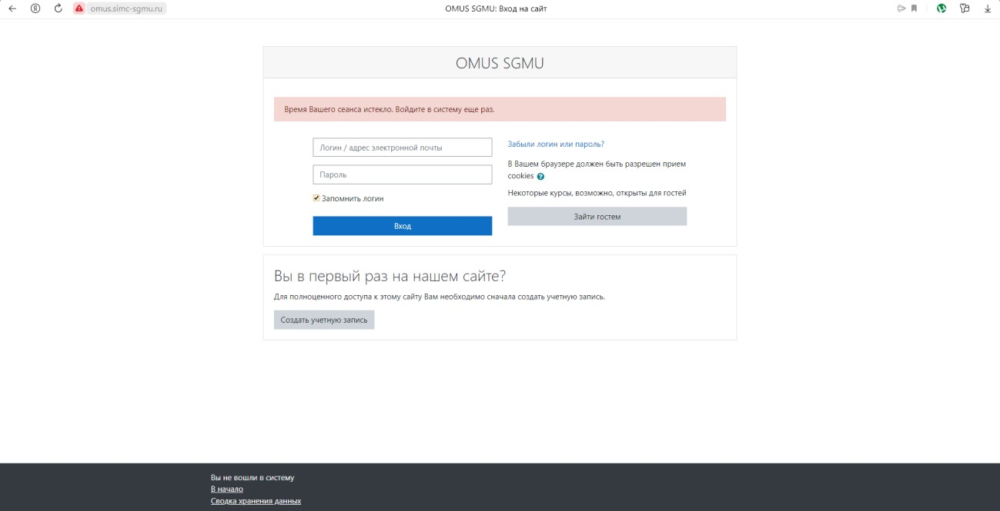 omus.simc-sgmu.ru
OMUS SGMU: Вход на сайт
OMUS SGMU
Время Вашего сеанса истекло. Войдите в систему еще раз.
Логин / адрес электронной почты
Пароль
Запомнить логин
Вход
Забыли логин или пароль?
В Вашем браузере должен быть разрешен прием
cookies
Некоторые курсы, возможно, открыты для гостей
Зайти гостем
Вы в первый раз на нашем сайте?
Для полноценного доступа к этому сайту Вам необходимо сначала создать учетную запись.
Создать учетную запись
Вы не вошли в систему
В начало
Сводка хранения данных